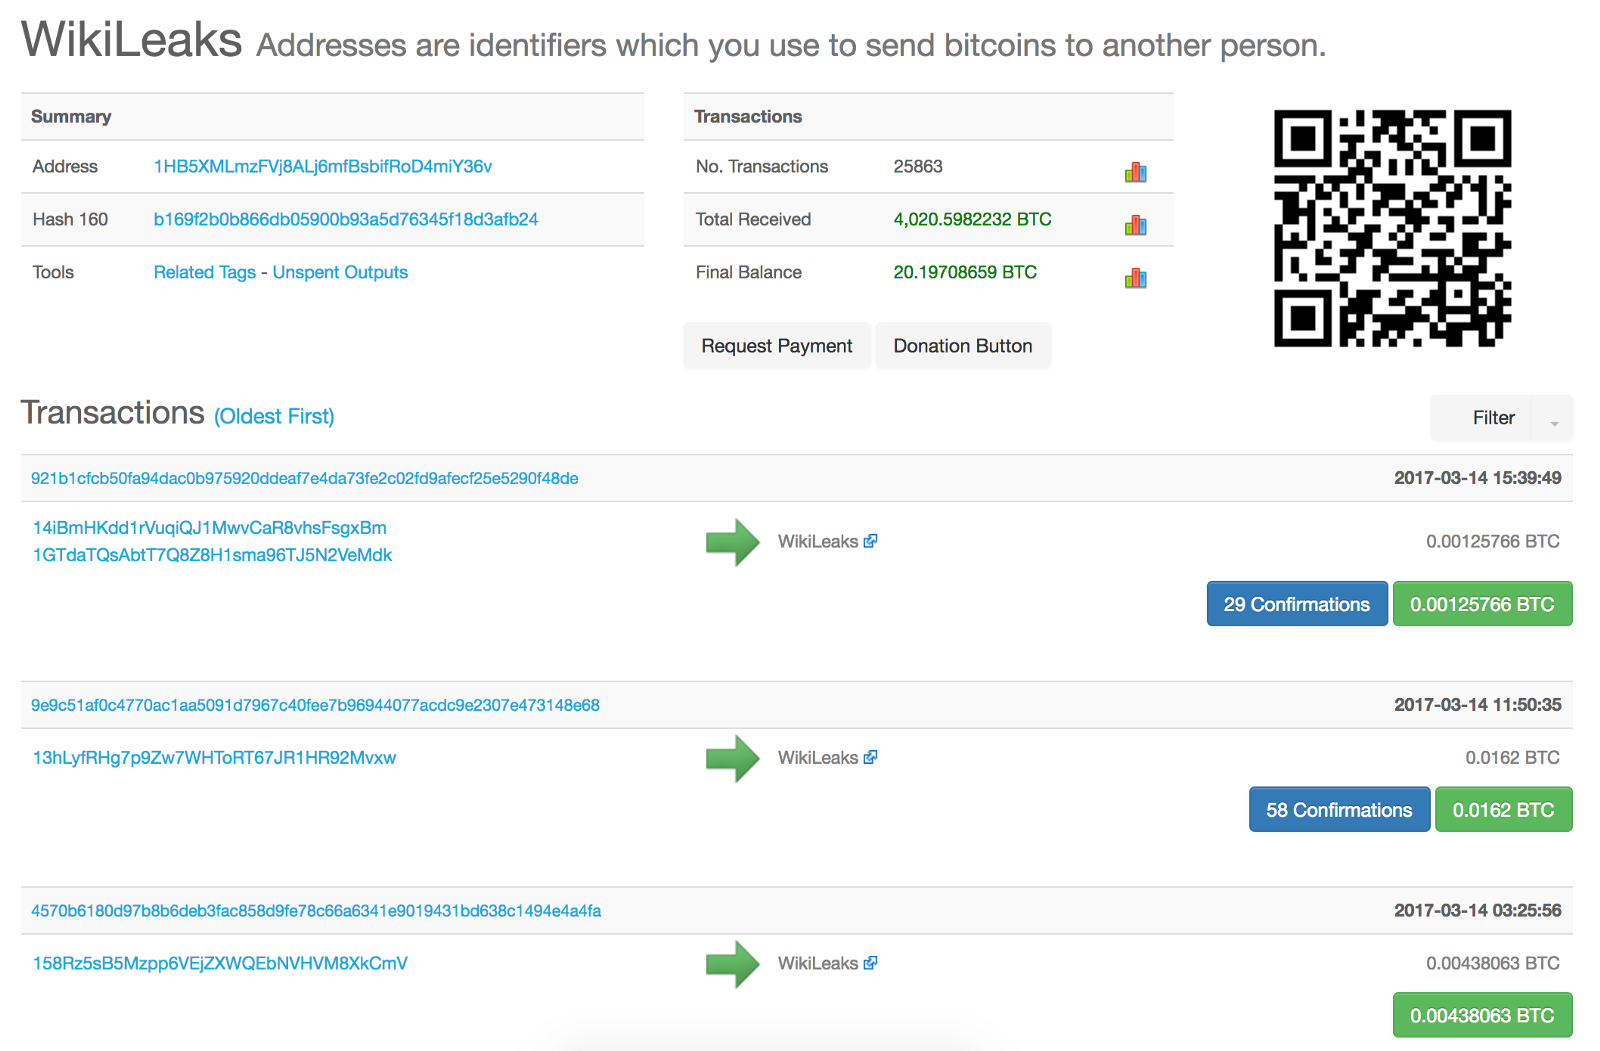 WikiLeaks Addresses are identifiers which you use to send bitcoins to another person.
Summary
Address 1HB5XMLmzFVj8ALj6mfBsbifRoD4miY36v
Hash 160 b169f2b0b866db05900b93a5d76345f18d3afb24
Tools Related Tags - Unspent Outputs
Transactions
No. Transactions 25863
Total Received 4,020.5982232 BTC
Final Balance 20.19708659 BTC
Request Payment Donation Button
Transactions (Oldest First)
Filter
921b1cfcb50fa94dac0b975920ddeaf7e4da73fe2c02fd9afecf25e5290f48de 2017-03-14 15:39:49
14iBmHKdd1rVuqiQJ1MwvCaR8vhsFsgxBm
1GTdaTQsAbtT7Q8Z8H1sma96TJ5N2VeMdk
WikiLeaks 0.00125766 BTC
29 Confirmations 0.00125766 BTC
9e9c51af0c4770ac1aa5091d7967c40fee7b96944077acdc9e2307e473148e68 2017-03-14 11:50:35
13hLyfRHg7p9Zw7WHToRT67JR1HR92Mvxw WikiLeaks 0.0162 BTC
58 Confirmations 0.0162 BTC
4570b6180d97b8b6deb3fac858d9fe78c66a6341e9019431bd638c1494e4a4fa 2017-03-14 03:25:56
158Rz5sB5Mzpp6VEjZXWQEbNVHVM8XkCmV WikiLeaks 0.00438063 BTC
0.00438063 BTC